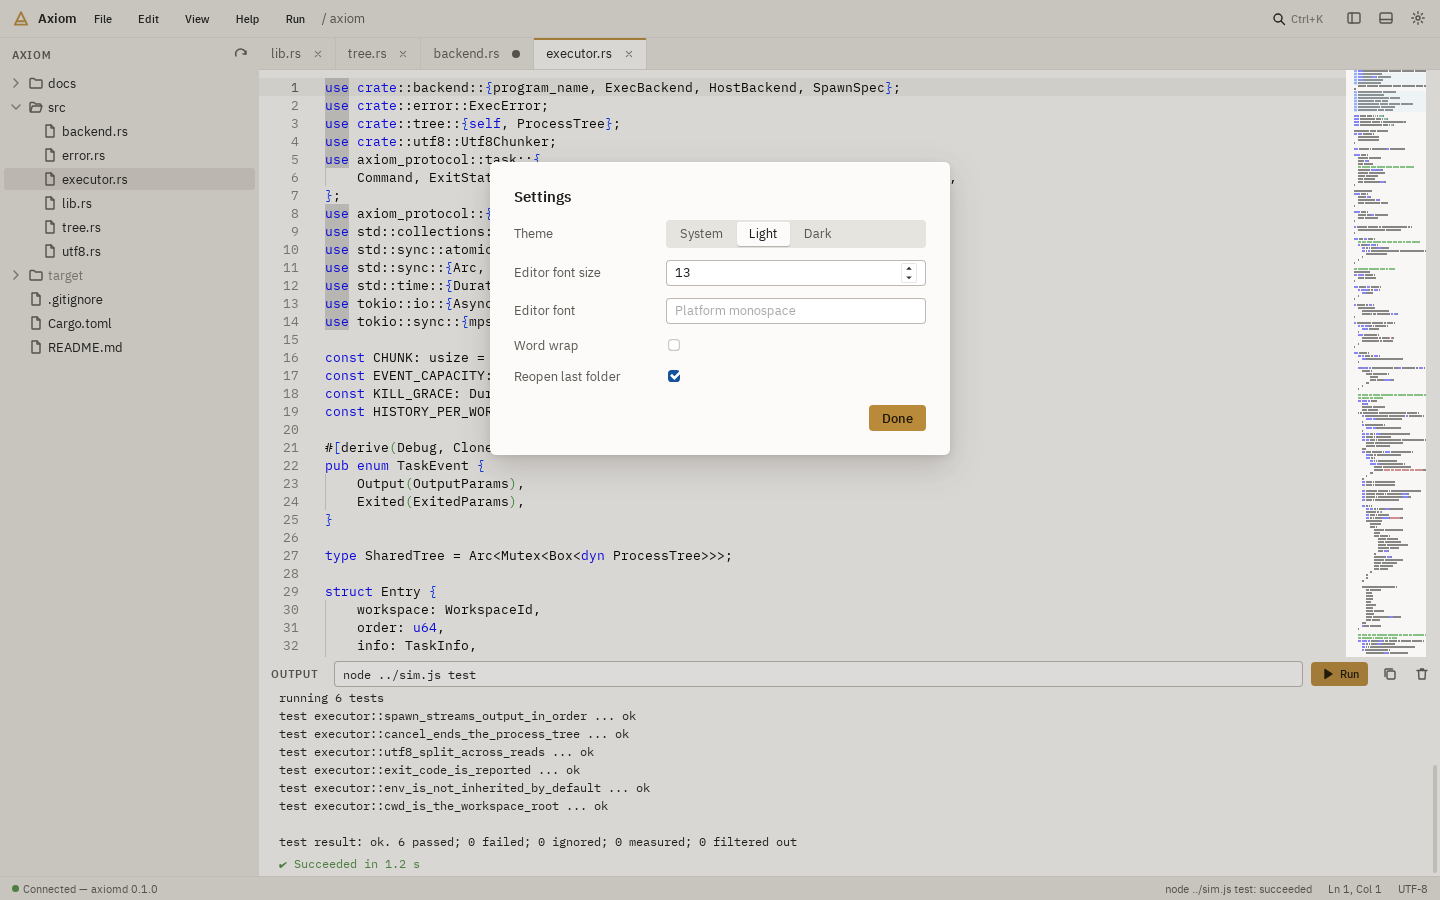 Axiom File Edit View Help Run / axiom Ctrl+K
AXIOM
docs
src
backend.rs
error.rs
executor.rs
lib.rs
tree.rs
utf8.rs
target
.gitignore
Cargo.toml
README.md
lib.rs tree.rs backend.rs executor.rs
1 use crate::backend::{program_name, ExecBackend, HostBackend, SpawnSpec};
2 use crate::error::ExecError;
3 use crate::tree::{self, ProcessTree};
4 use crate::utf8::Utf8Chunker;
5 use axiom_protocol::task::{
6 Command, ExitStat ,
7 };
8 use axiom_protocol::{
9 use std::collections:
10 use std::sync::atomic
11 use std::sync::{Arc,
12 use std::time::{Durat
13 use tokio::io::{Async
14 use tokio::sync::{mps
15
16 const CHUNK: usize =
17 const EVENT_CAPACITY:
18 const KILL_GRACE: Dur
19 const HISTORY_PER_WOR
20
21 #[derive(Debug, Clone
22 pub enum TaskEvent {
23 Output(OutputParams),
24 Exited(ExitedParams),
25 }
26
27 type SharedTree = Arc<Mutex<Box<dyn ProcessTree>>>;
28
29 struct Entry {
30 workspace: WorkspaceId,
31 order: u64,
32 info: TaskInfo,
Settings
Theme System Light Dark
Editor font size 13
Editor font Platform monospace
Word wrap
Reopen last folder
Done
OUTPUT node ../sim.js test Run
running 6 tests
test executor::spawn_streams_output_in_order ... ok
test executor::cancel_ends_the_process_tree ... ok
test executor::utf8_split_across_reads ... ok
test executor::exit_code_is_reported ... ok
test executor::env_is_not_inherited_by_default ... ok
test executor::cwd_is_the_workspace_root ... ok
test result: ok. 6 passed; 0 failed; 0 ignored; 0 measured; 0 filtered out
✔ Succeeded in 1.2 s
Connected — axiomd 0.1.0 node ../sim.js test: succeeded Ln 1, Col 1 UTF-8